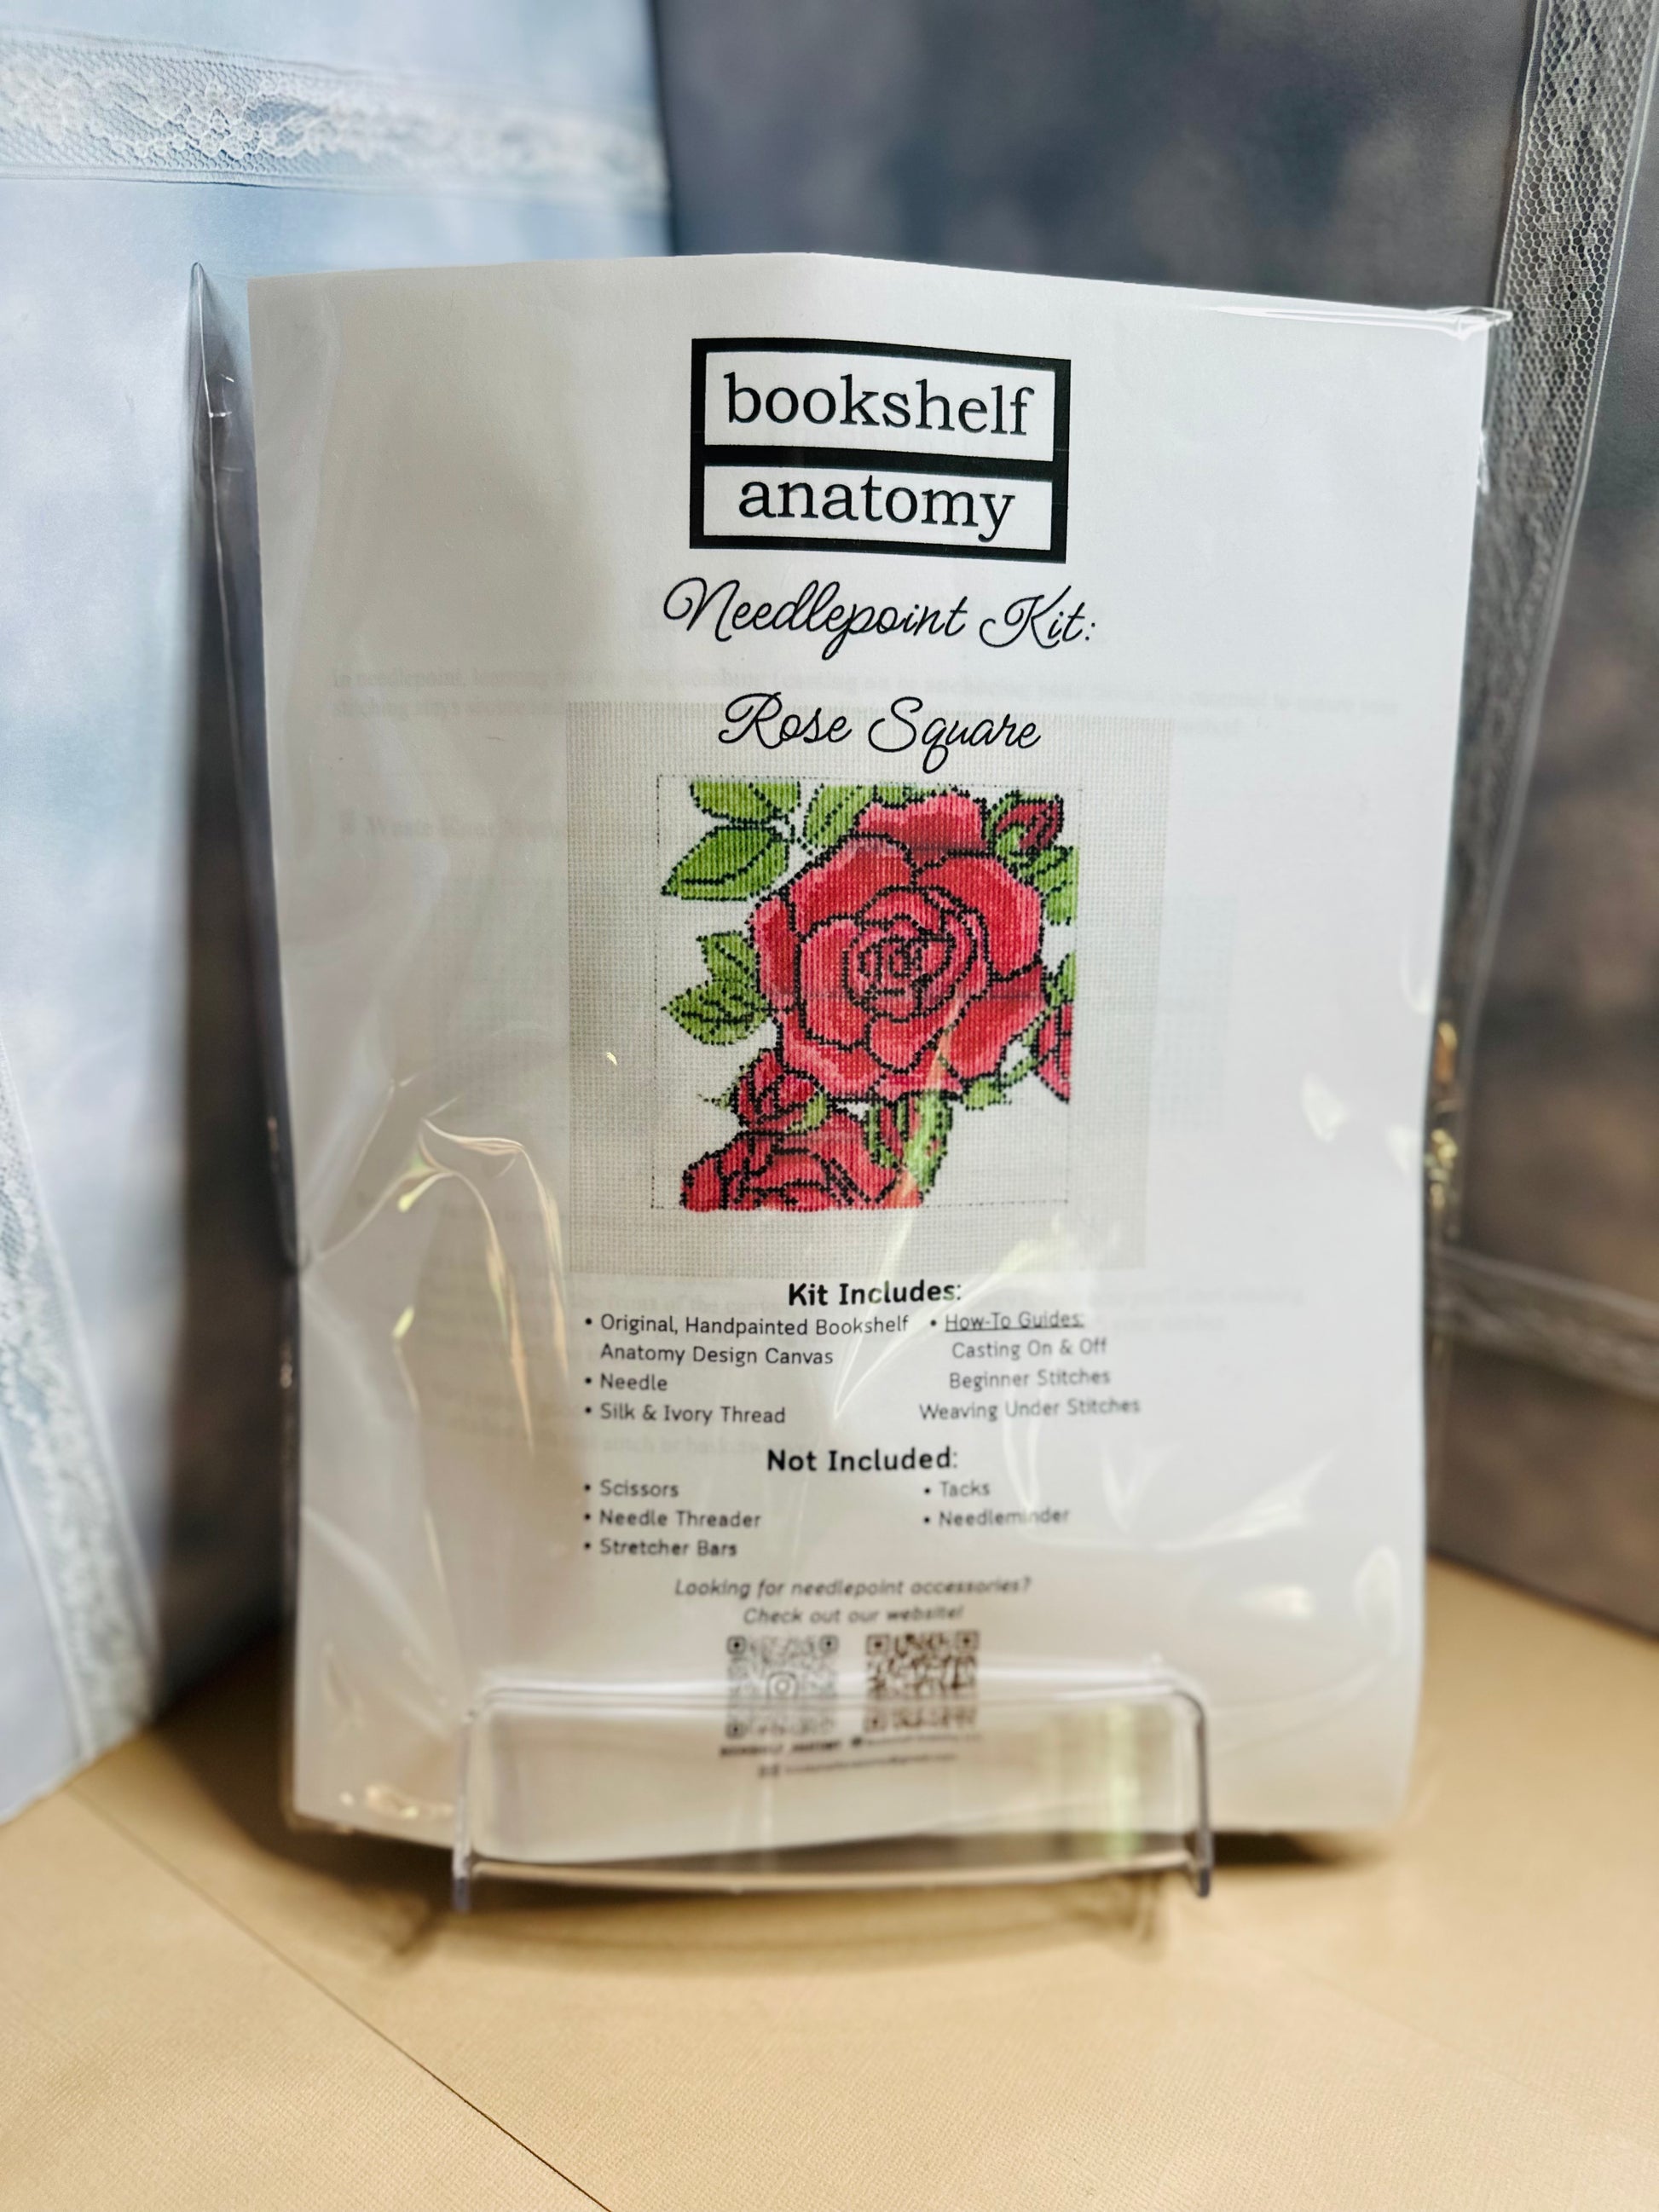 bookshelf
anatomy
Needlepoint Kit:
Rose Square
Kit Includes:
• Original, Handpainted Bookshelf
Anatomy Design Canvas
• Needle
• Silk & Ivory Thread
• How-To Guides:
Casting On & Off
Beginner Stitches
Weaving Under Stitches
Not Included:
• Scissors
• Needle Threader
• Stretcher Bars
• Tacks
• Needleminder
Looking for needlepoint accessories?
Check out our website!